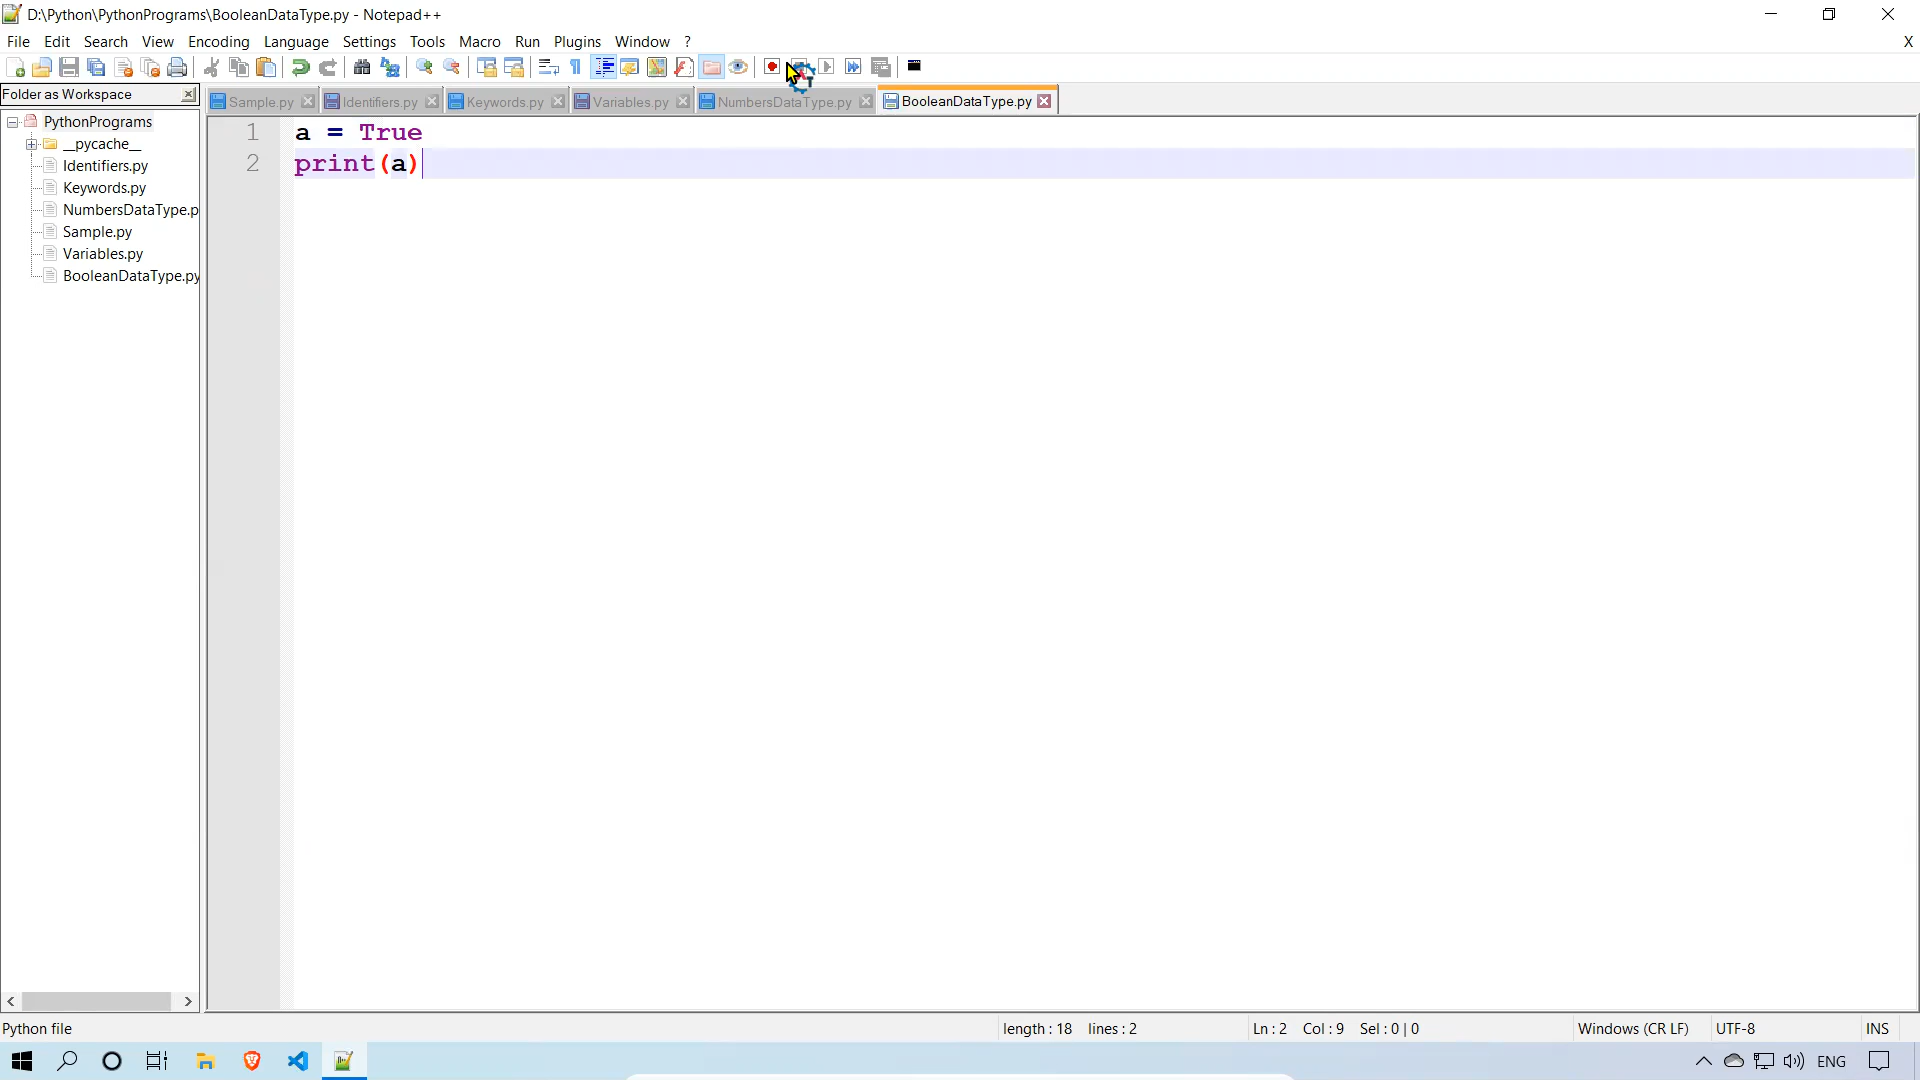 D:\Python\PythonPrograms\BooleanDataType.py - Notepad++
File Edit Search View Encoding Language Settings Tools Macro Run Plugins Window ? X
Folder as Workspace
Sample.py Identifiers.py Keywords.py Variables.py NumbersDataType.py BooleanDataType.py
PythonPrograms
__pycache__
Identifiers.py
Keywords.py
NumbersDataType.p
Sample.py
Variables.py
BooleanDataType.py
1 a = True
2 print(a)
Python file length : 18 lines : 2 Ln : 2 Col : 9 Sel : 0 | 0 Windows (CR LF) UTF-8 INS
ENG